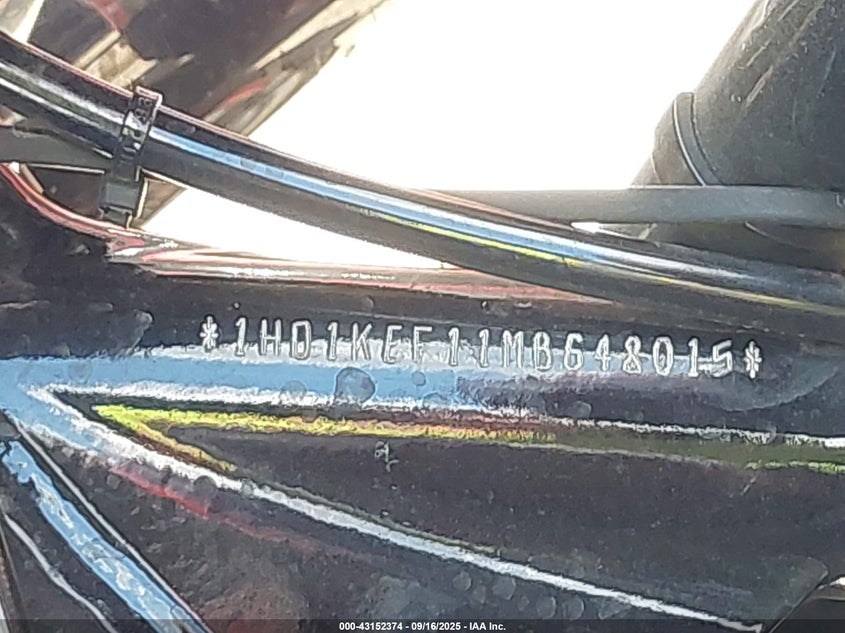 *1HD1KEF11MB648015*
000-43152374 - 09/16/2025 - IAA Inc.